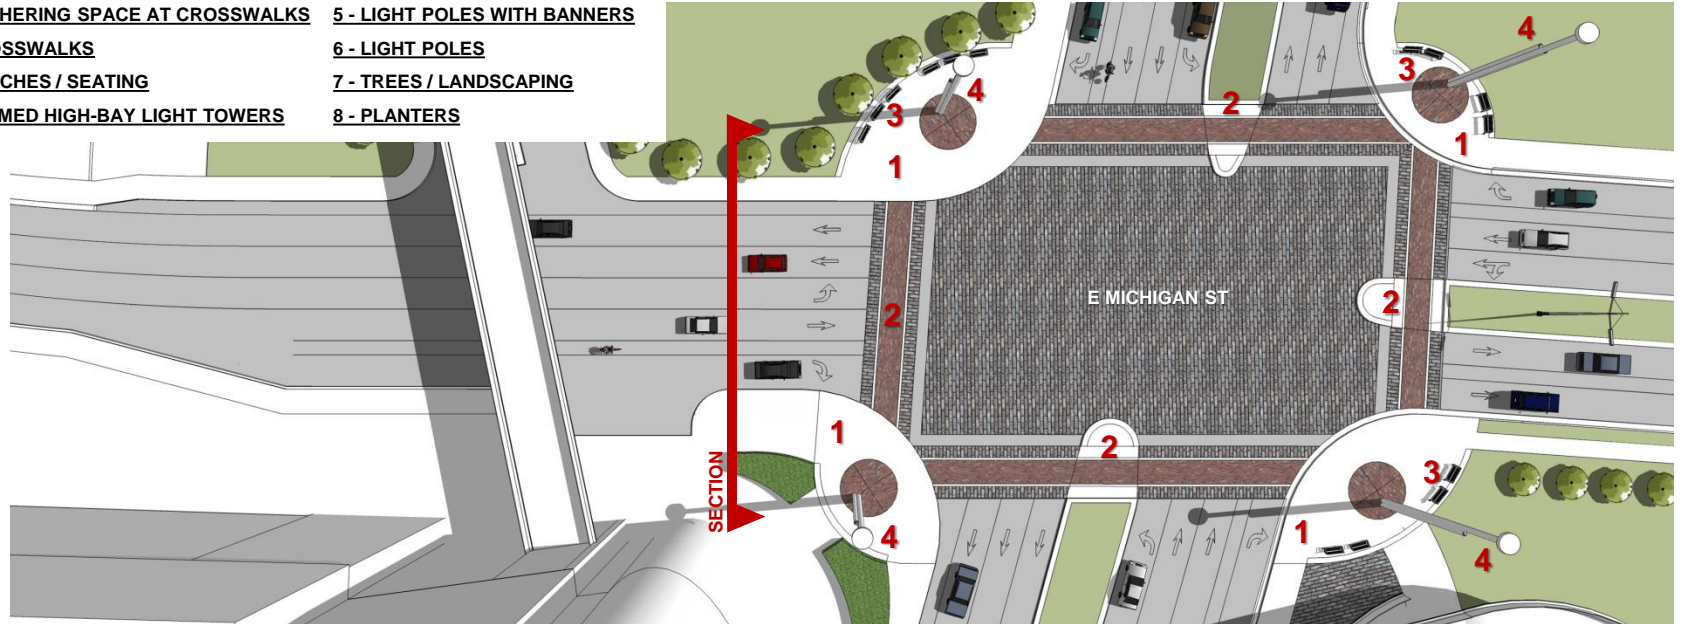 HERING SPACE AT CROSSWALKS
OSSWALKS
CHES / SEATING
MED HIGH-BAY LIGHT TOWERS
5 - LIGHT POLES WITH BANNERS
6 - LIGHT POLES
7 - TREES / LANDSCAPING
8 - PLANTERS
4
3
4
3
2
1
1
E MICHIGAN ST
2
2
1
2
3
SECTION
4
1
4